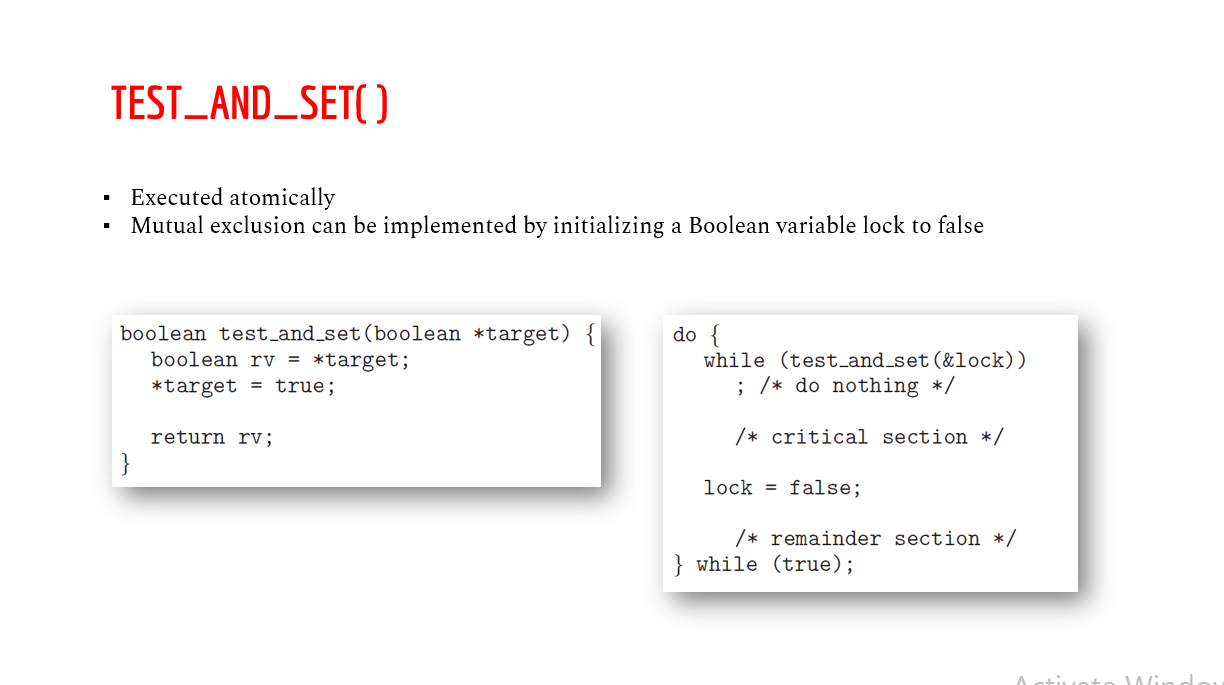 TEST_AND_SET( )
▪ Executed atomically
▪ Mutual exclusion can be implemented by initializing a Boolean variable lock to false
boolean test_and_set(boolean *target) {
boolean rv = *target;
*target = true;
return rv;
}
do {
while (test_and_set(&lock))
; /* do nothing */
/* critical section */
lock = false;
/* remainder section */
} while (true);
Activate Window